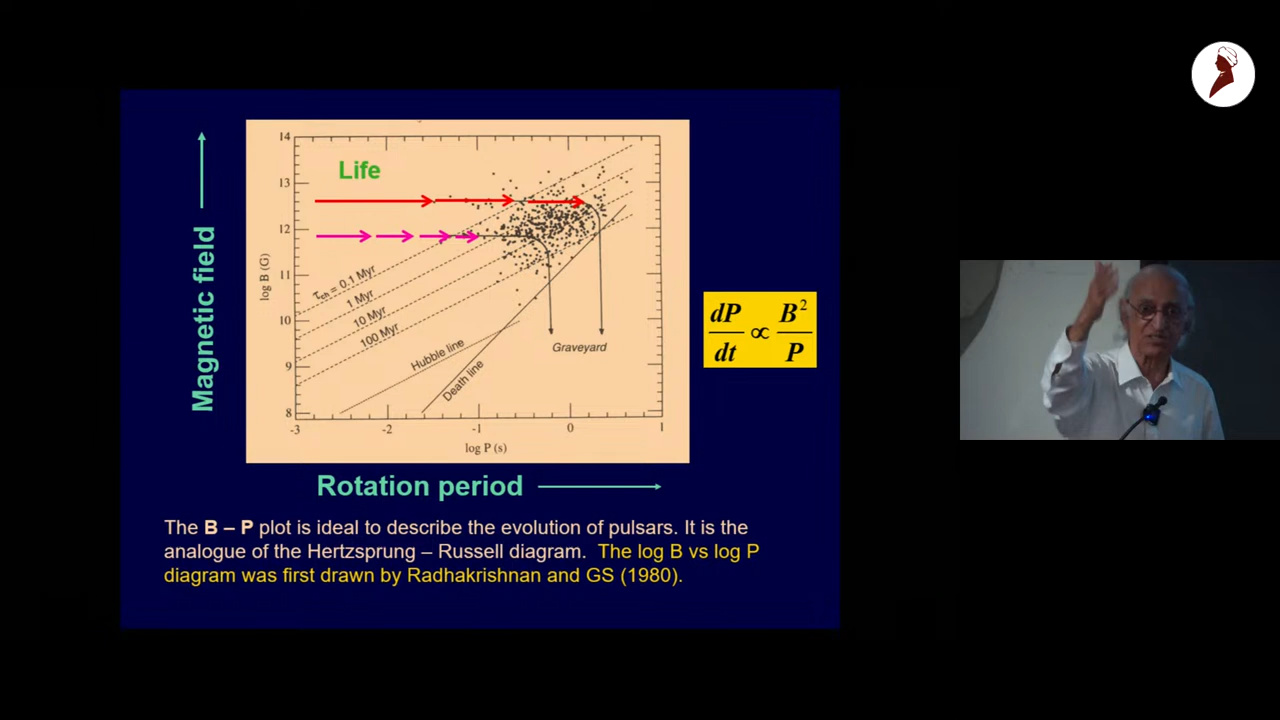 14
13
12
11
10
9
8
log B (G)
Magnetic field
Life
τch = 0.1 Myr
1 Myr
10 Myr
100 Myr
Hubble line
Death line
Graveyard
-3
-2
-1
0
1
log P (s)
Rotation period
dP/dt ∝ B²/P
The B – P plot is ideal to describe the evolution of pulsars. It is the
analogue of the Hertzsprung – Russell diagram. The log B vs log P
diagram was first drawn by Radhakrishnan and GS (1980).